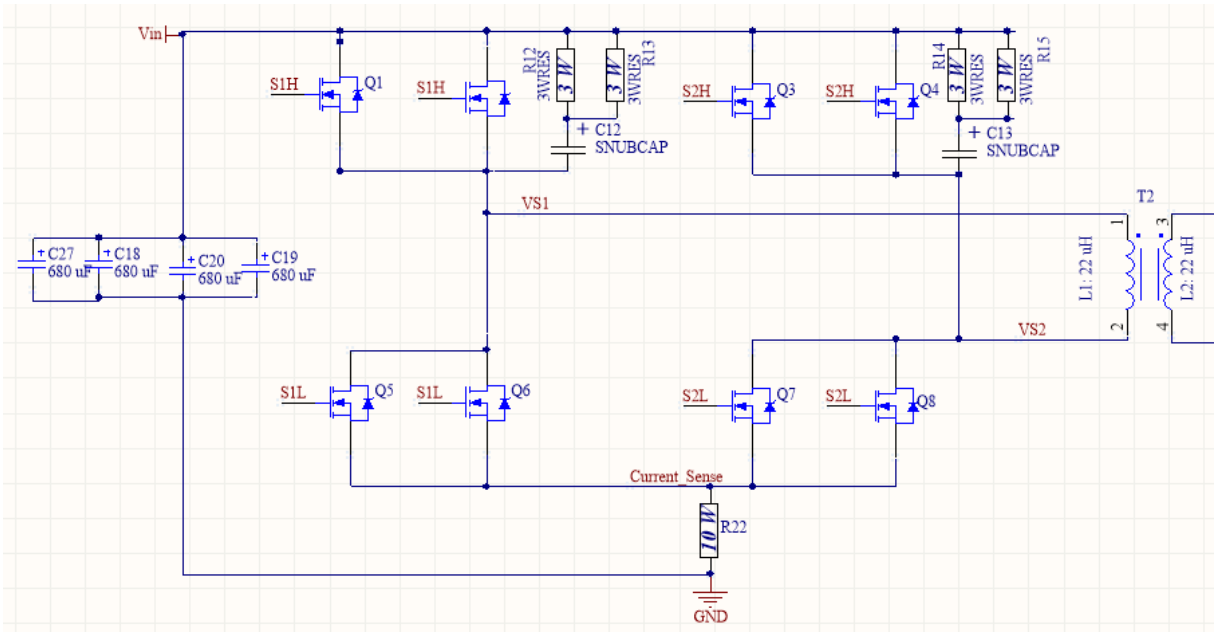 Vin
S1H
Q1
S1H
R12
3WRES
3 W
3 W
R13
3WRES
+ C12
SNUBCAP
S2H
Q3
S2H
Q4
R14
3 W
3WRES
3 W
R15
3WRES
+ C13
SNUBCAP
VS1
T2
1
3
L1: 22 uH
L2: 22 uH
2
4
VS2
+ C27
680 uF
+ C18
680 uF
+ C20
680 uF
+ C19
680 uF
S1L
Q5
S1L
Q6
S2L
Q7
S2L
Q8
Current_Sense
10 W
R22
GND